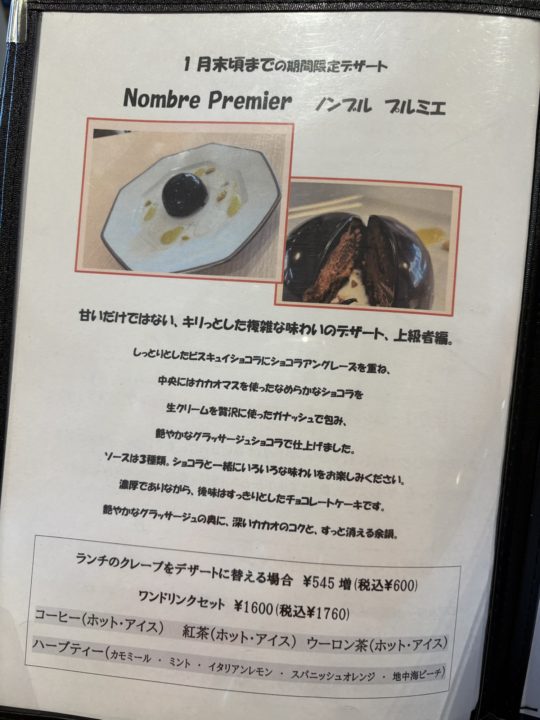 1月末頃までの期間限定デザート
Nombre Premier ノンブル プルミエ
甘いだけではない、キリっとした複雑な味わいのデザート、上級者編。
しっとりとしたビスキュイショコラにショコラアングレーズを重ね、
中央にはカカオマスを使ったなめらかなショコラを
生クリームを贅沢に使ったガナッシュで包み、
艶やかなグラッサージュショコラで仕上げました。
ソースは3種類。ショコラと一緒にいろいろな味わいをお楽しみください。
濃厚でありながら、後味はすっきりとしたチョコレートケーキです。
艶やかなグラッサージュの奥に、深いカカオのコクと、すっと消える余韻。
ランチのクレープをデザートに替える場合 ¥545 増(税込¥600)
ワンドリンクセット ¥1600(税込¥1760)
コーヒー(ホット・アイス) 紅茶(ホット・アイス) ウーロン茶(ホット・アイス)
ハーブティー(カモミール ・ ミント ・ イタリアンレモン ・ スパニッシュオレンジ ・ 地中海ピーチ)